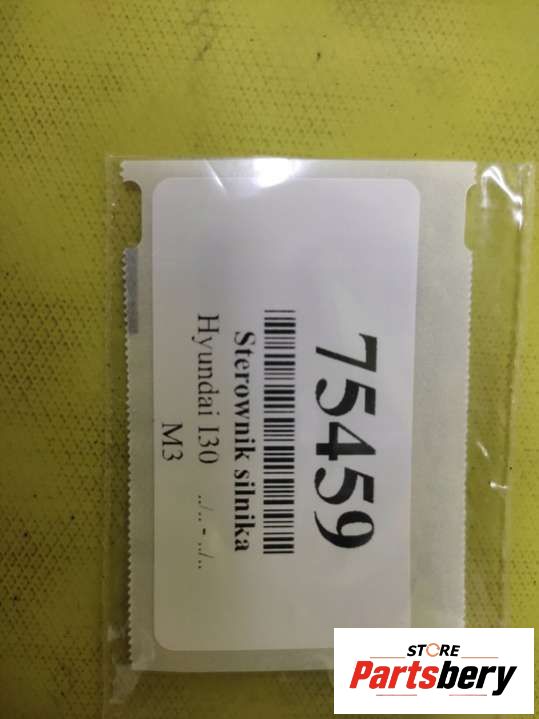 75459
Sterownik silnika
Hyundai I30 ../.. - ../..
M3
STORE
Partsbery